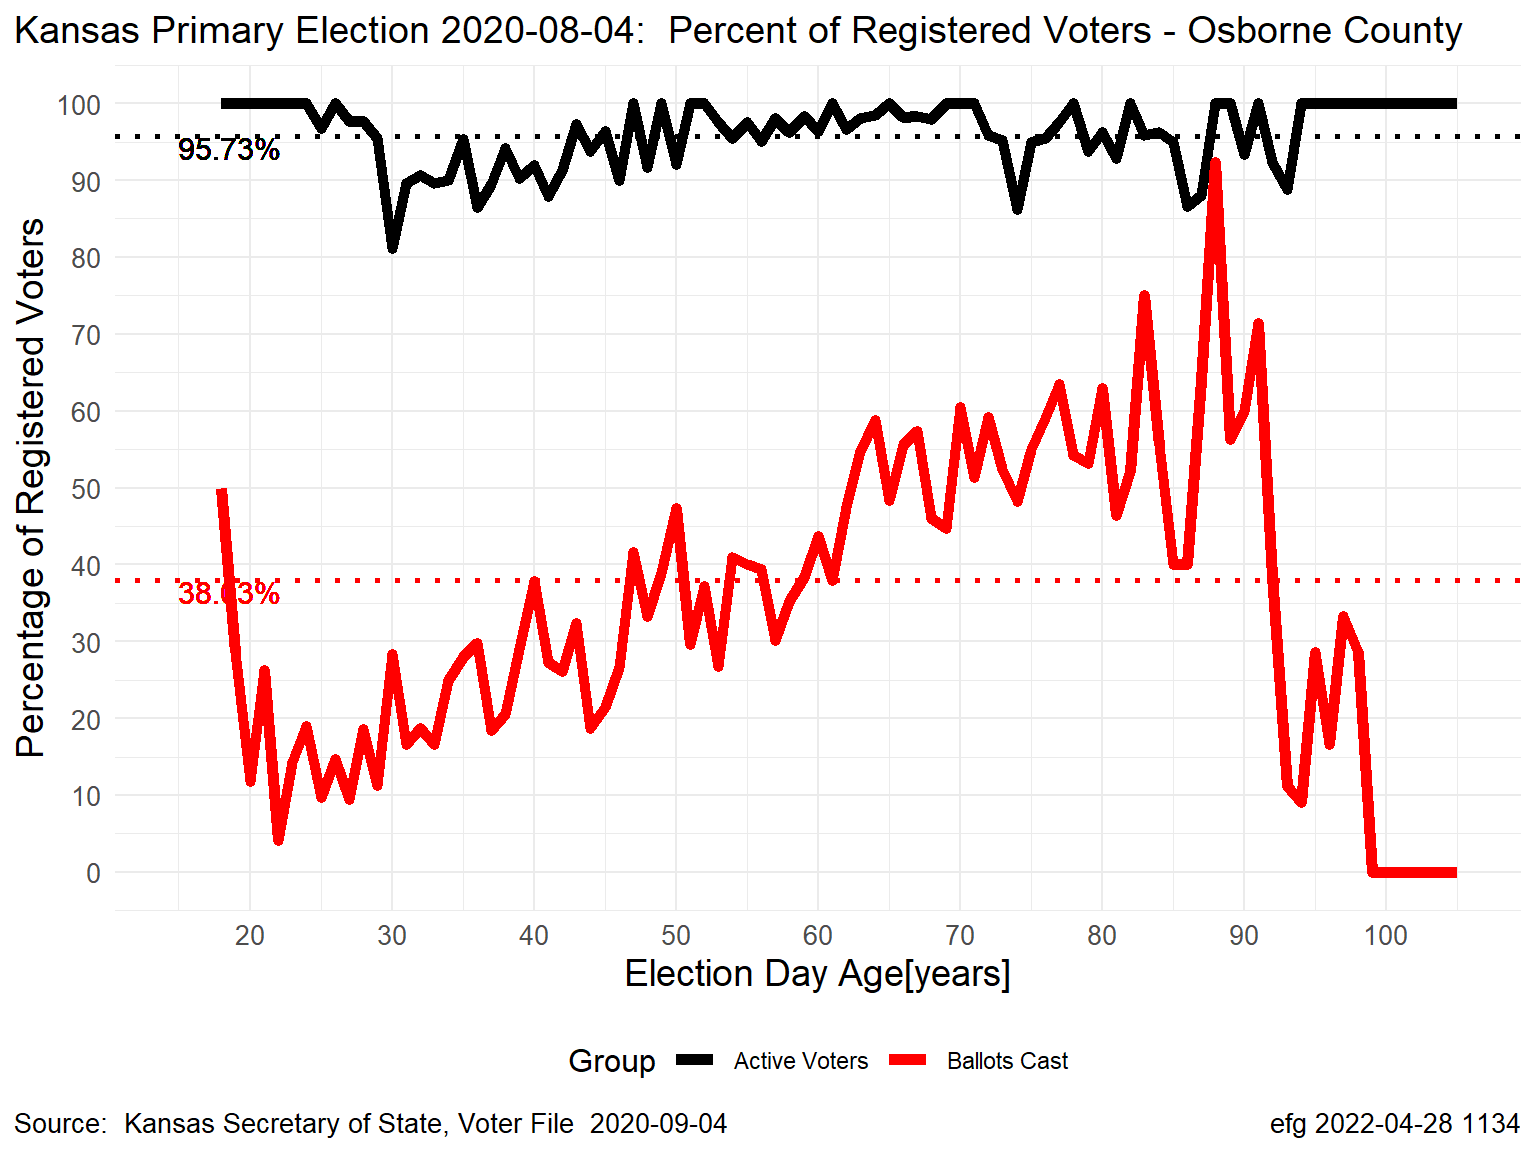 Kansas Primary Election 2020-08-04:  Percent of Registered Voters - Osborne County
Percentage of Registered Voters
100
90
80
70
60
50
40
30
20
10
0
95.73%
38.03%
20 30 40 50 60 70 80 90 100
Election Day Age[years]
Group Active Voters Ballots Cast
Source:  Kansas Secretary of State, Voter File  2020-09-04
efg 2022-04-28 1134